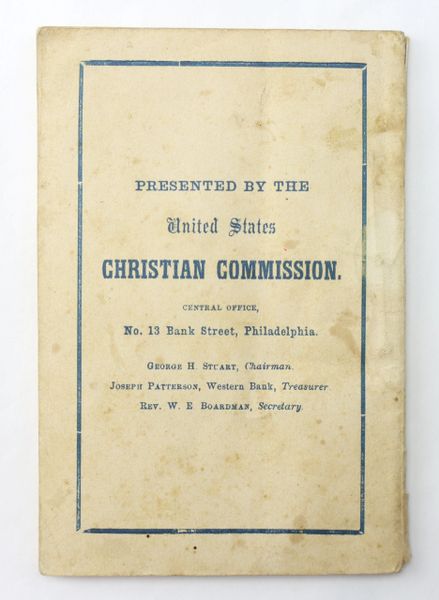 PRESENTED BY THE
United States
CHRISTIAN COMMISSION.
CENTRAL OFFICE,
No. 13 Bank Street, Philadelphia.
GEORGE H. STUART, Chairman.
JOSEPH PATTERSON, Western Bank, Treasurer
REV. W. E BOARDMAN, Secretary.